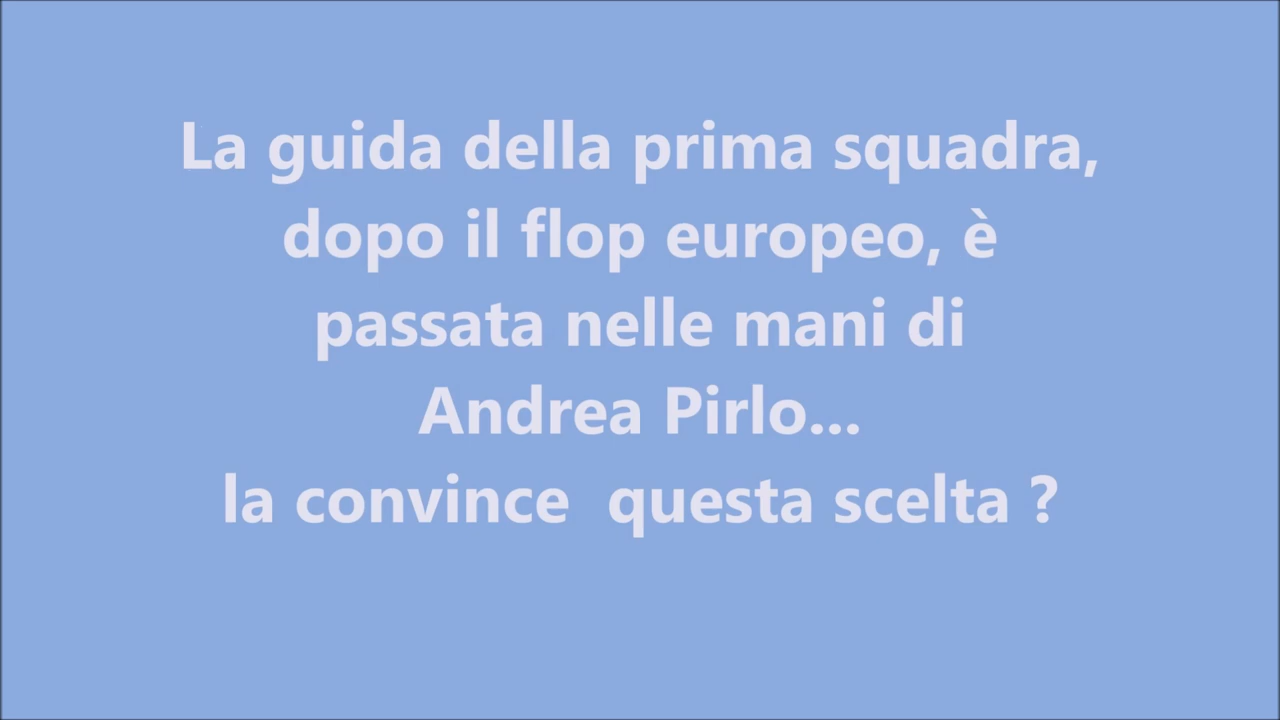 La guida della prima squadra,
dopo il flop europeo, è
passata nelle mani di
Andrea Pirlo...
la convince  questa scelta ?